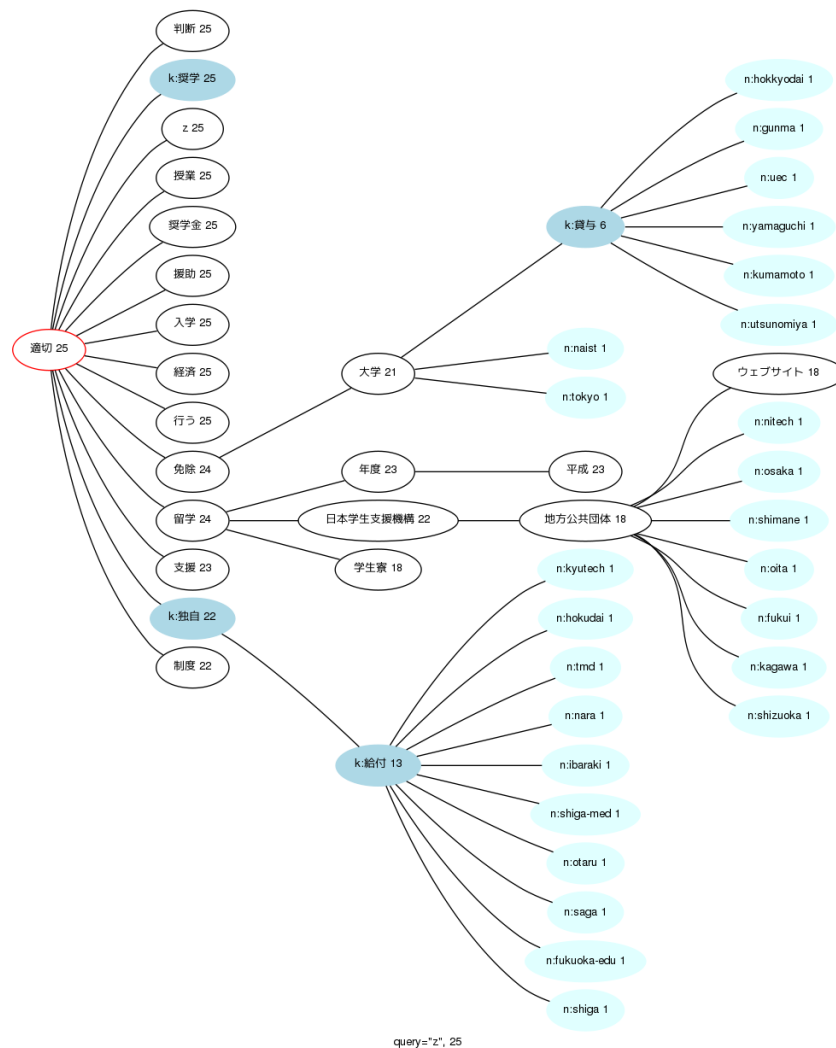 判断 25
k:奨学 25
z 25
授業 25
奨学金 25
援助 25
入学 25
適切 25
経済 25
行う 25
免除 24
留学 24
支援 23
k:独自 22
制度 22
大学 21
年度 23
日本学生支援機構 22
学生寮 18
k:給付 13
k:貸与 6
n:naist 1
n:tokyo 1
平成 23
地方公共団体 18
n:kyutech 1
n:hokudai 1
n:tmd 1
n:nara 1
n:ibaraki 1
n:shiga-med 1
n:otaru 1
n:saga 1
n:fukuoka-edu 1
n:shiga 1
n:hokkyodai 1
n:gunma 1
n:uec 1
n:yamaguchi 1
n:kumamoto 1
n:utsunomiya 1
ウェブサイト 18
n:nitech 1
n:osaka 1
n:shimane 1
n:oita 1
n:fukui 1
n:kagawa 1
n:shizuoka 1
query="z", 25